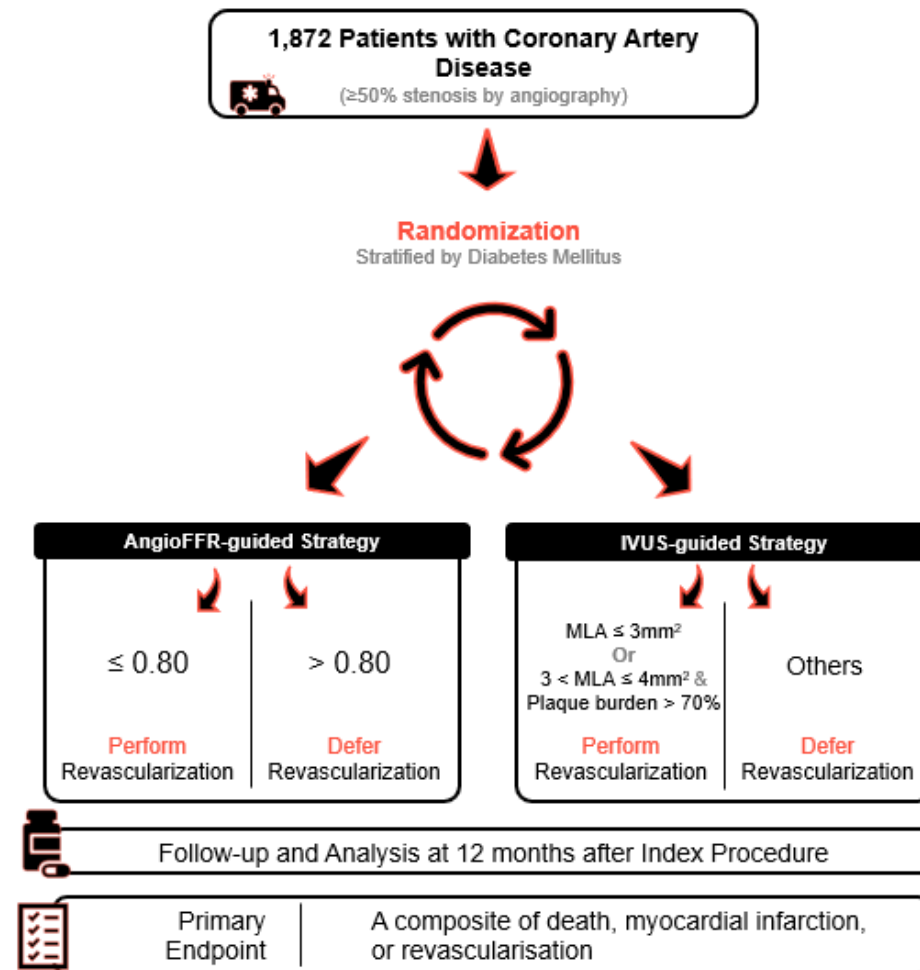 1,872 Patients with Coronary Artery
Disease
(≥50% stenosis by angiography)
Randomization
Stratified by Diabetes Mellitus
AngioFFR-guided Strategy
≤ 0.80
> 0.80
Perform
Revascularization
Defer
Revascularization
IVUS-guided Strategy
MLA ≤ 3mm²
Or
3 < MLA ≤ 4mm² &
Plaque burden > 70%
Others
Perform
Revascularization
Defer
Revascularization
Follow-up and Analysis at 12 months after Index Procedure
Primary
Endpoint
A composite of death, myocardial infarction,
or revascularisation